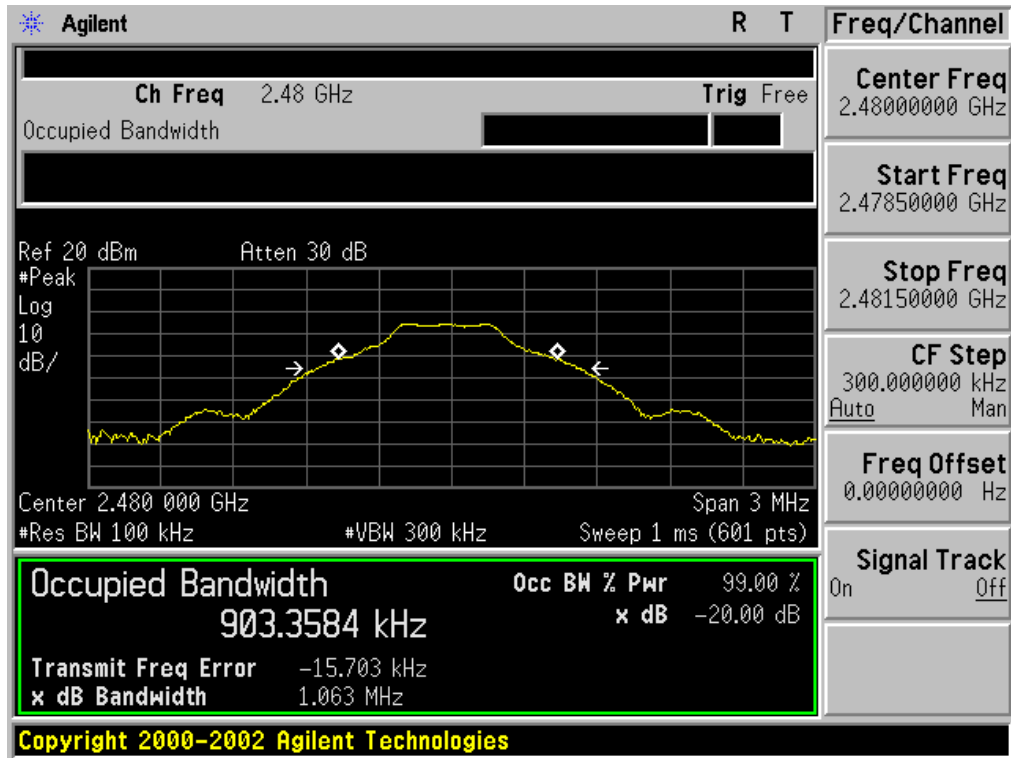 Agilent R T
Freq/Channel
Ch Freq 2.48 GHz Trig Free
Occupied Bandwidth
Center Freq
2.48000000 GHz
Start Freq
2.47850000 GHz
Stop Freq
2.48150000 GHz
CF Step
300.000000 kHz
Auto Man
Freq Offset
0.00000000 Hz
Signal Track
On Off
Ref 20 dBm Atten 30 dB
#Peak
Log
10
dB/
Center 2.480 000 GHz Span 3 MHz
#Res BW 100 kHz #VBW 300 kHz Sweep 1 ms (601 pts)
Occupied Bandwidth
903.3584 kHz
Occ BW % Pwr 99.00 %
x dB -20.00 dB
Transmit Freq Error -15.703 kHz
x dB Bandwidth 1.063 MHz
Copyright 2000-2002 Agilent Technologies